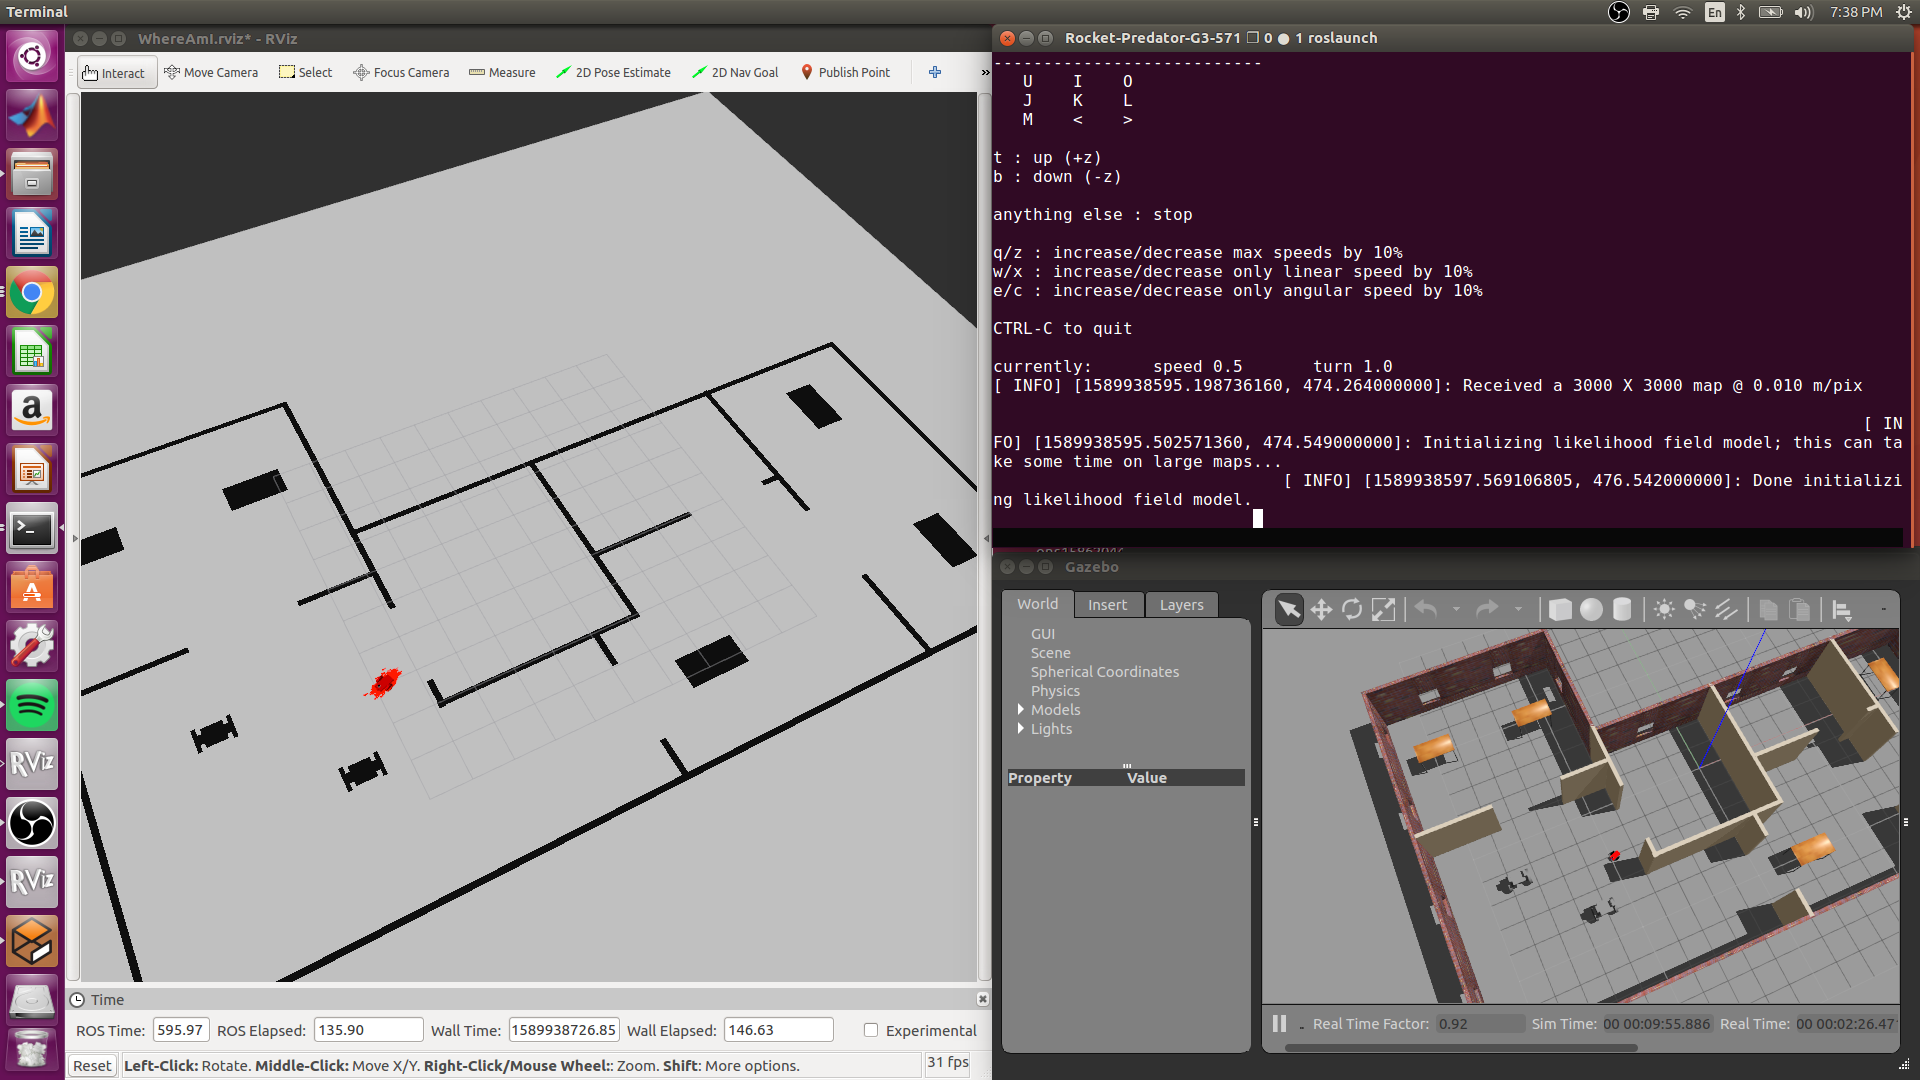 Terminal
En
7:38 PM
WhereAmI.rviz* - RViz
Interact
Move Camera
Select
Focus Camera
Measure
2D Pose Estimate
2D Nav Goal
Publish Point
»
RViz
RViz
Time
ROS Time: 595.97 ROS Elapsed: 135.90 Wall Time: 1589938726.85 Wall Elapsed: 146.63 Experimental
Reset Left-Click: Rotate. Middle-Click: Move X/Y. Right-Click/Mouse Wheel:: Zoom. Shift: More options. 31 fps
Rocket-Predator-G3-571 ❐ 0 ● 1 roslaunch
---------------------------
U I O
J K L
M < >
t : up (+z)
b : down (-z)
anything else : stop
q/z : increase/decrease max speeds by 10%
w/x : increase/decrease only linear speed by 10%
e/c : increase/decrease only angular speed by 10%
CTRL-C to quit
currently: speed 0.5 turn 1.0
[ INFO] [1589938595.198736160, 474.264000000]: Received a 3000 X 3000 map @ 0.010 m/pix
[ IN
FO] [1589938595.502571360, 474.549000000]: Initializing likelihood field model; this can ta
ke some time on large maps...
[ INFO] [1589938597.569106805, 476.542000000]: Done initializi
ng likelihood field model.
Gazebo
World Insert Layers
GUI
Scene
Spherical Coordinates
Physics
Models
Lights
Property Value
Real Time Factor: 0.92 Sim Time: 00 00:09:55.886 Real Time: 00 00:02:26.47